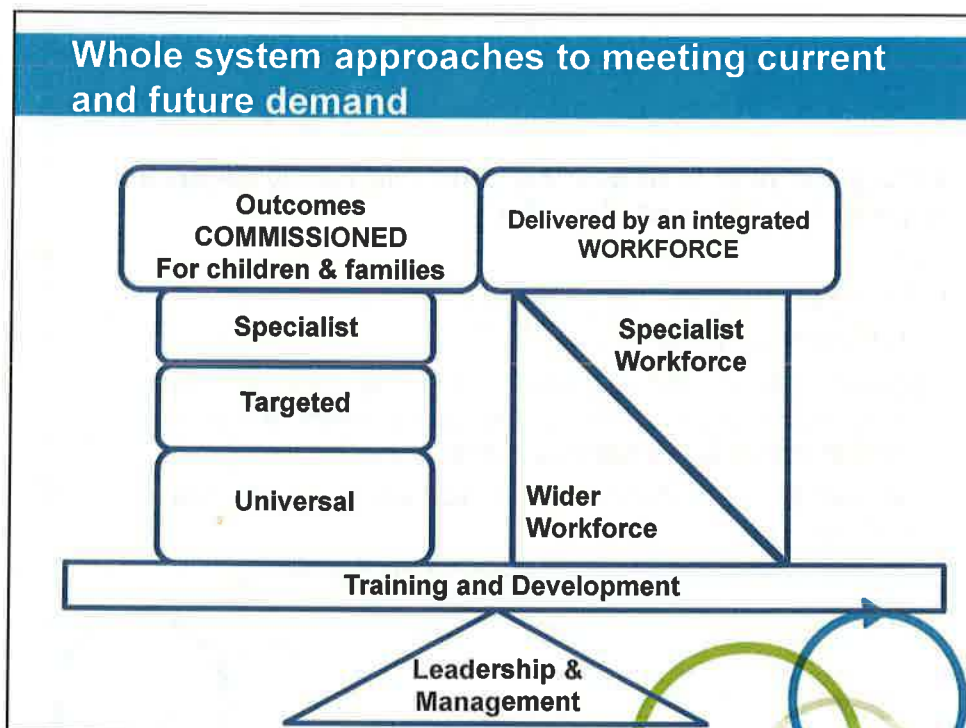 Whole system approaches to meeting current
and future demand
Outcomes
COMMISSIONED
For children & families
Delivered by an integrated
WORKFORCE
Specialist
Targeted
Universal
Specialist
Workforce
Wider
Workforce
Training and Development
Leadership &
Management